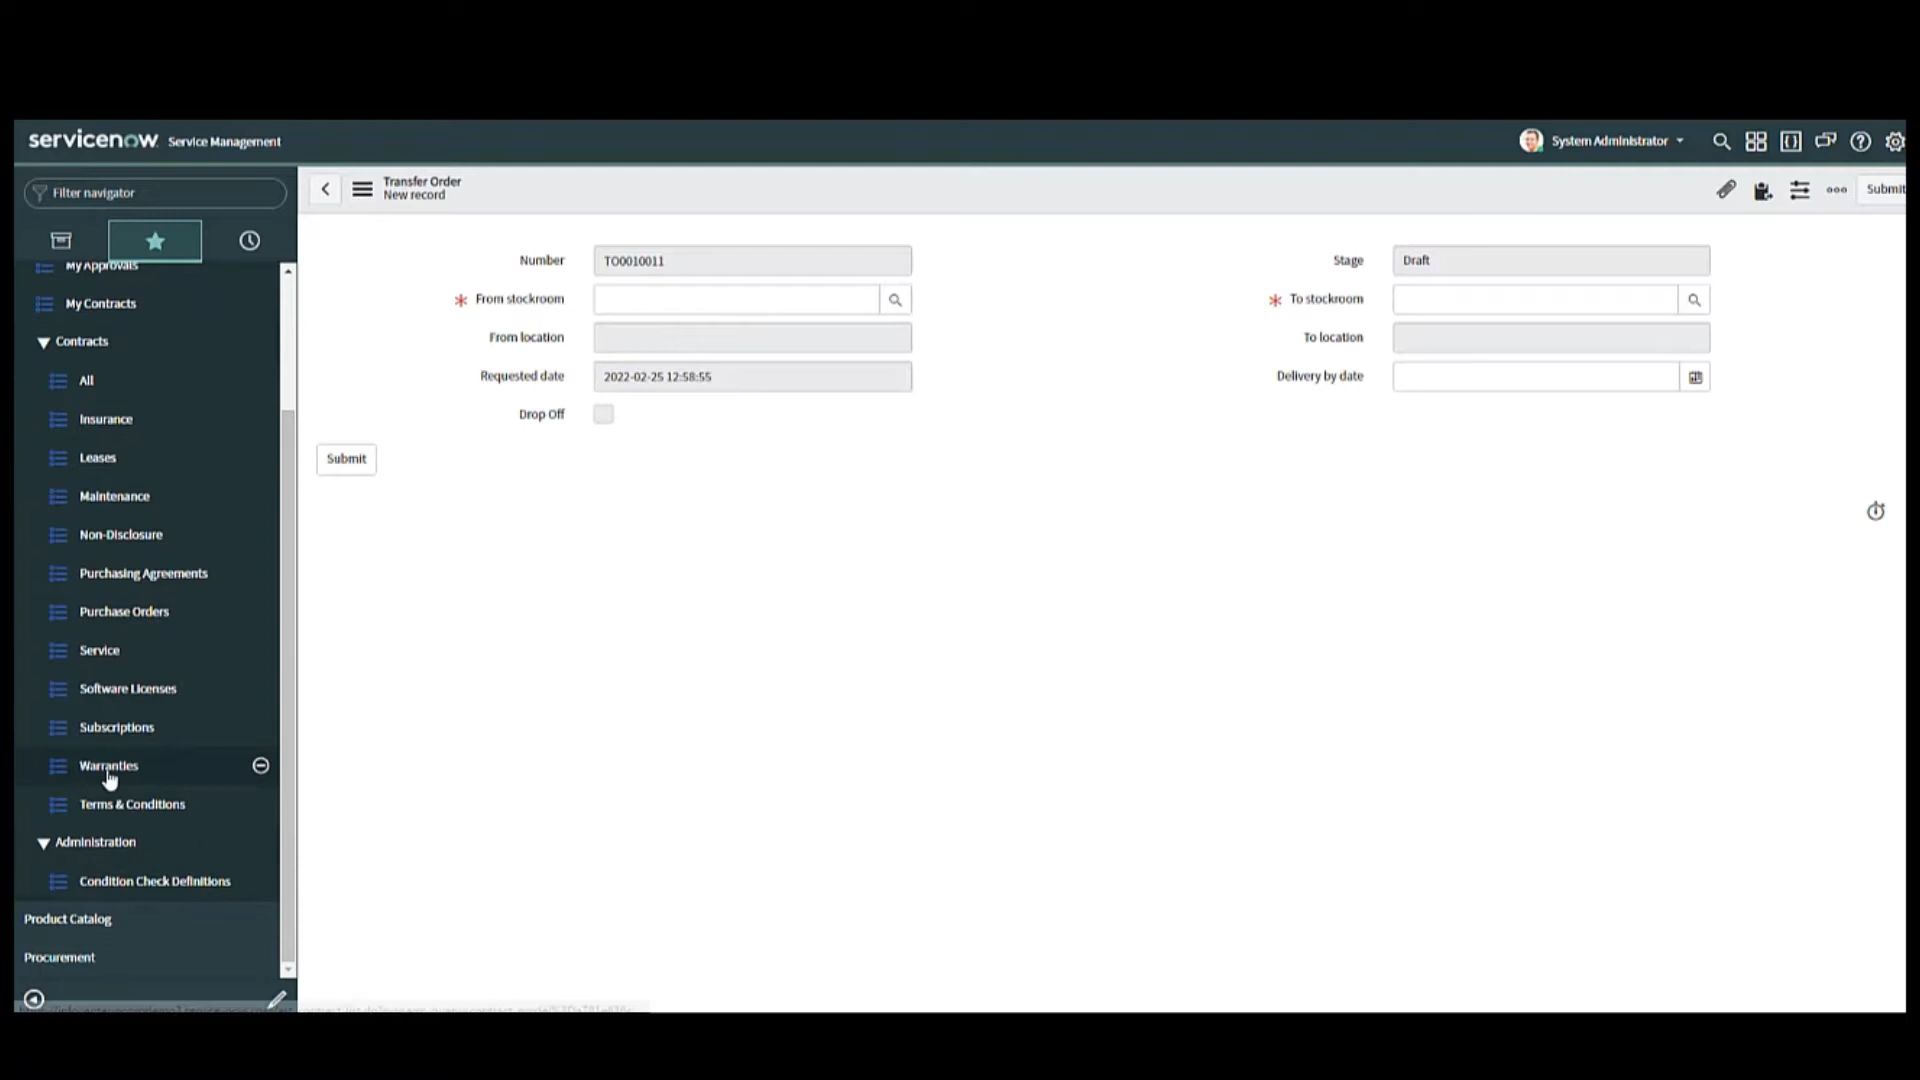 servicenow Service Management
System Administrator
Filter navigator
Transfer Order
New record
Submit
My Approvals
My Contracts
Contracts
All
Insurance
Leases
Maintenance
Non-Disclosure
Purchasing Agreements
Purchase Orders
Service
Software Licenses
Subscriptions
Warranties
Terms & Conditions
Administration
Condition Check Definitions
Product Catalog
Procurement
Number TO0010011
Stage Draft
From stockroom
To stockroom
From location
To location
Requested date 2022-02-25 12:58:55
Delivery by date
Drop Off
Submit